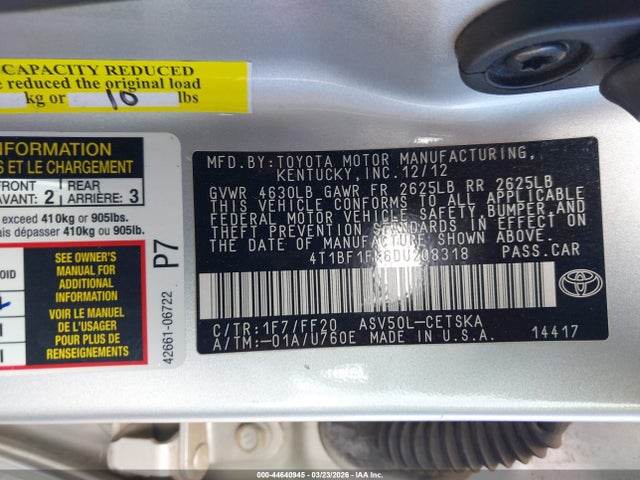 CAPACITY REDUCED
reduced the original load
kg or 10 lbs
INFORMATION
ET LE CHARGEMENT
FRONT
AVANT: 2
REAR
ARRIÈRE: 3
exceed 410kg or 905lbs.
dépasser 410kg ou 905lb.
SEE OWNER'S
MANUAL FOR
ADDITIONAL
INFORMATION
VOIR LE MANUEL
DE L'USAGER
POUR PLUS DE
RENSEIGNEMENTS
P7
42661-06722
MFD.BY:TOYOTA MOTOR MANUFACTURING,
KENTUCKY,INC.12/12
GVWR 4630LB GAWR FR 2625LB RR 2625LB
THIS VEHICLE CONFORMS TO ALL APPLICABLE
FEDERAL MOTOR VEHICLE SAFETY,BUMPER,AND
THEFT PREVENTION STANDARDS IN EFFECT ON
THE DATE OF MANUFACTURE SHOWN ABOVE.
PASS.CAR
C/TR:1F7/FF20 ASV50L-CETSKA
A/TM:-01A/U760E MADE IN U.S.A. 14417
TOYOTA
000-44640945 | 03/23/2026 - IAA HOLDINGS, LLC